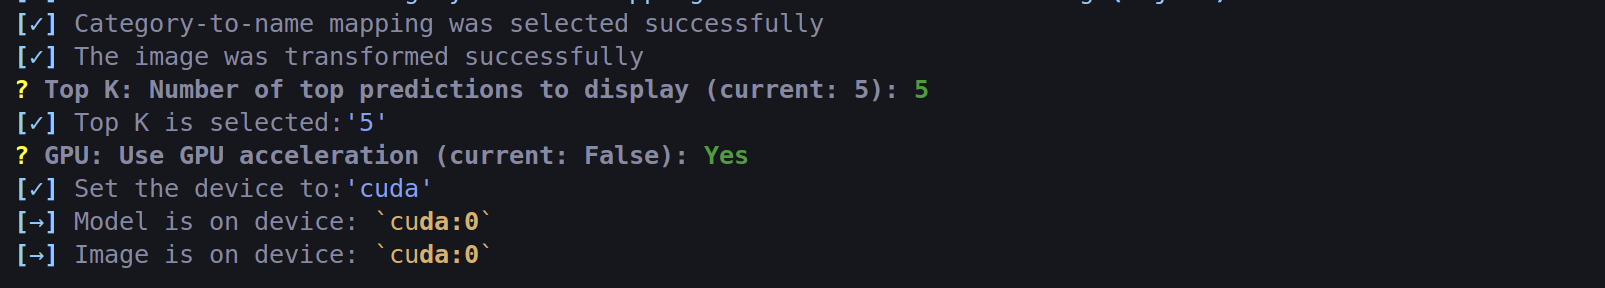 [✓] Category-to-name mapping was selected successfully
[✓] The image was transformed successfully
? Top K: Number of top predictions to display (current: 5): 5
[✓] Top K is selected:'5'
? GPU: Use GPU acceleration (current: False): Yes
[✓] Set the device to:'cuda'
[→] Model is on device: `cuda:0`
[→] Image is on device: `cuda:0`